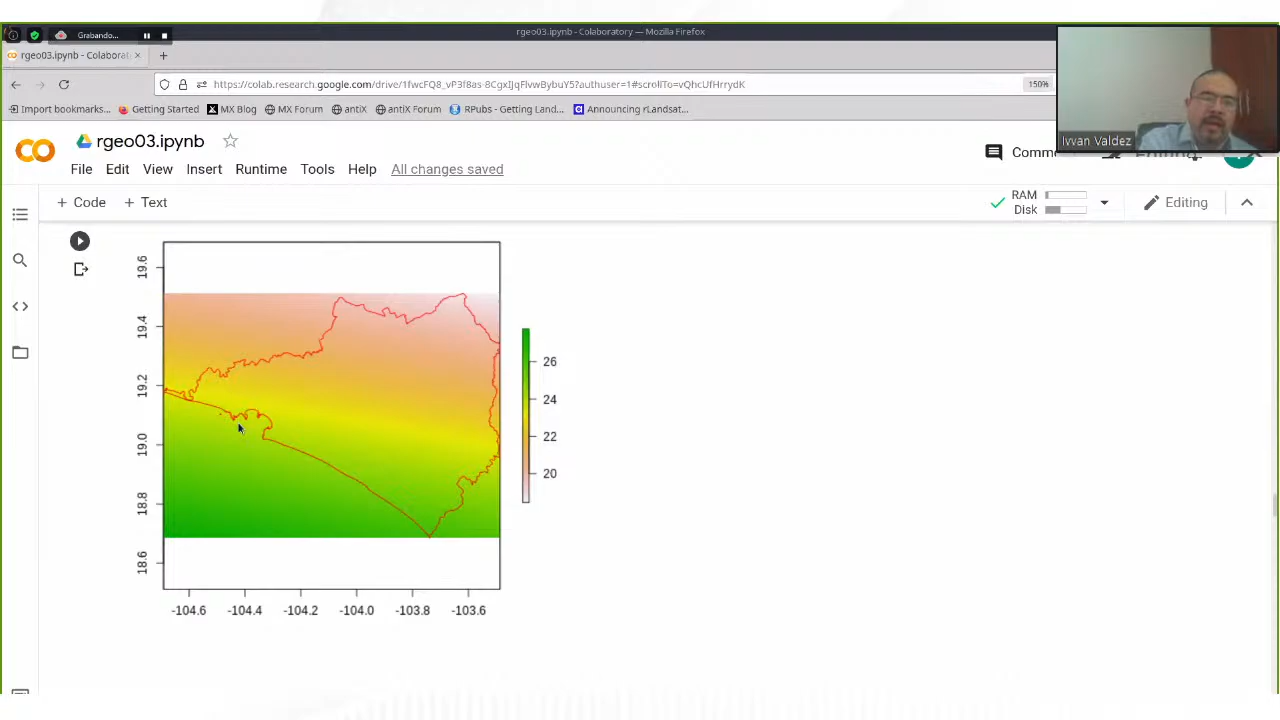 Grabando...
rgeo03.ipynb - Colaboratory — Mozilla Firefox
rgeo03.ipynb - Colaborat
https://colab.research.google.com/drive/1fwcFQ8_vP3f8as-8CgxIJqFlvwBybuY5?authuser=1#scrollTo=vQhcUfHrrydK
150%
Import bookmarks...
Getting Started
MX Blog
MX Forum
antiX
antiX Forum
RPubs - Getting Land...
Announcing rLandsat...
Ivvan Valdez
rgeo03.ipynb
Comm
Editing
File Edit View Insert Runtime Tools Help All changes saved
+ Code + Text
RAM
Disk
Editing
19.6
19.4
19.2
19.0
18.8
18.6
26
24
22
20
-104.6 -104.4 -104.2 -104.0 -103.8 -103.6